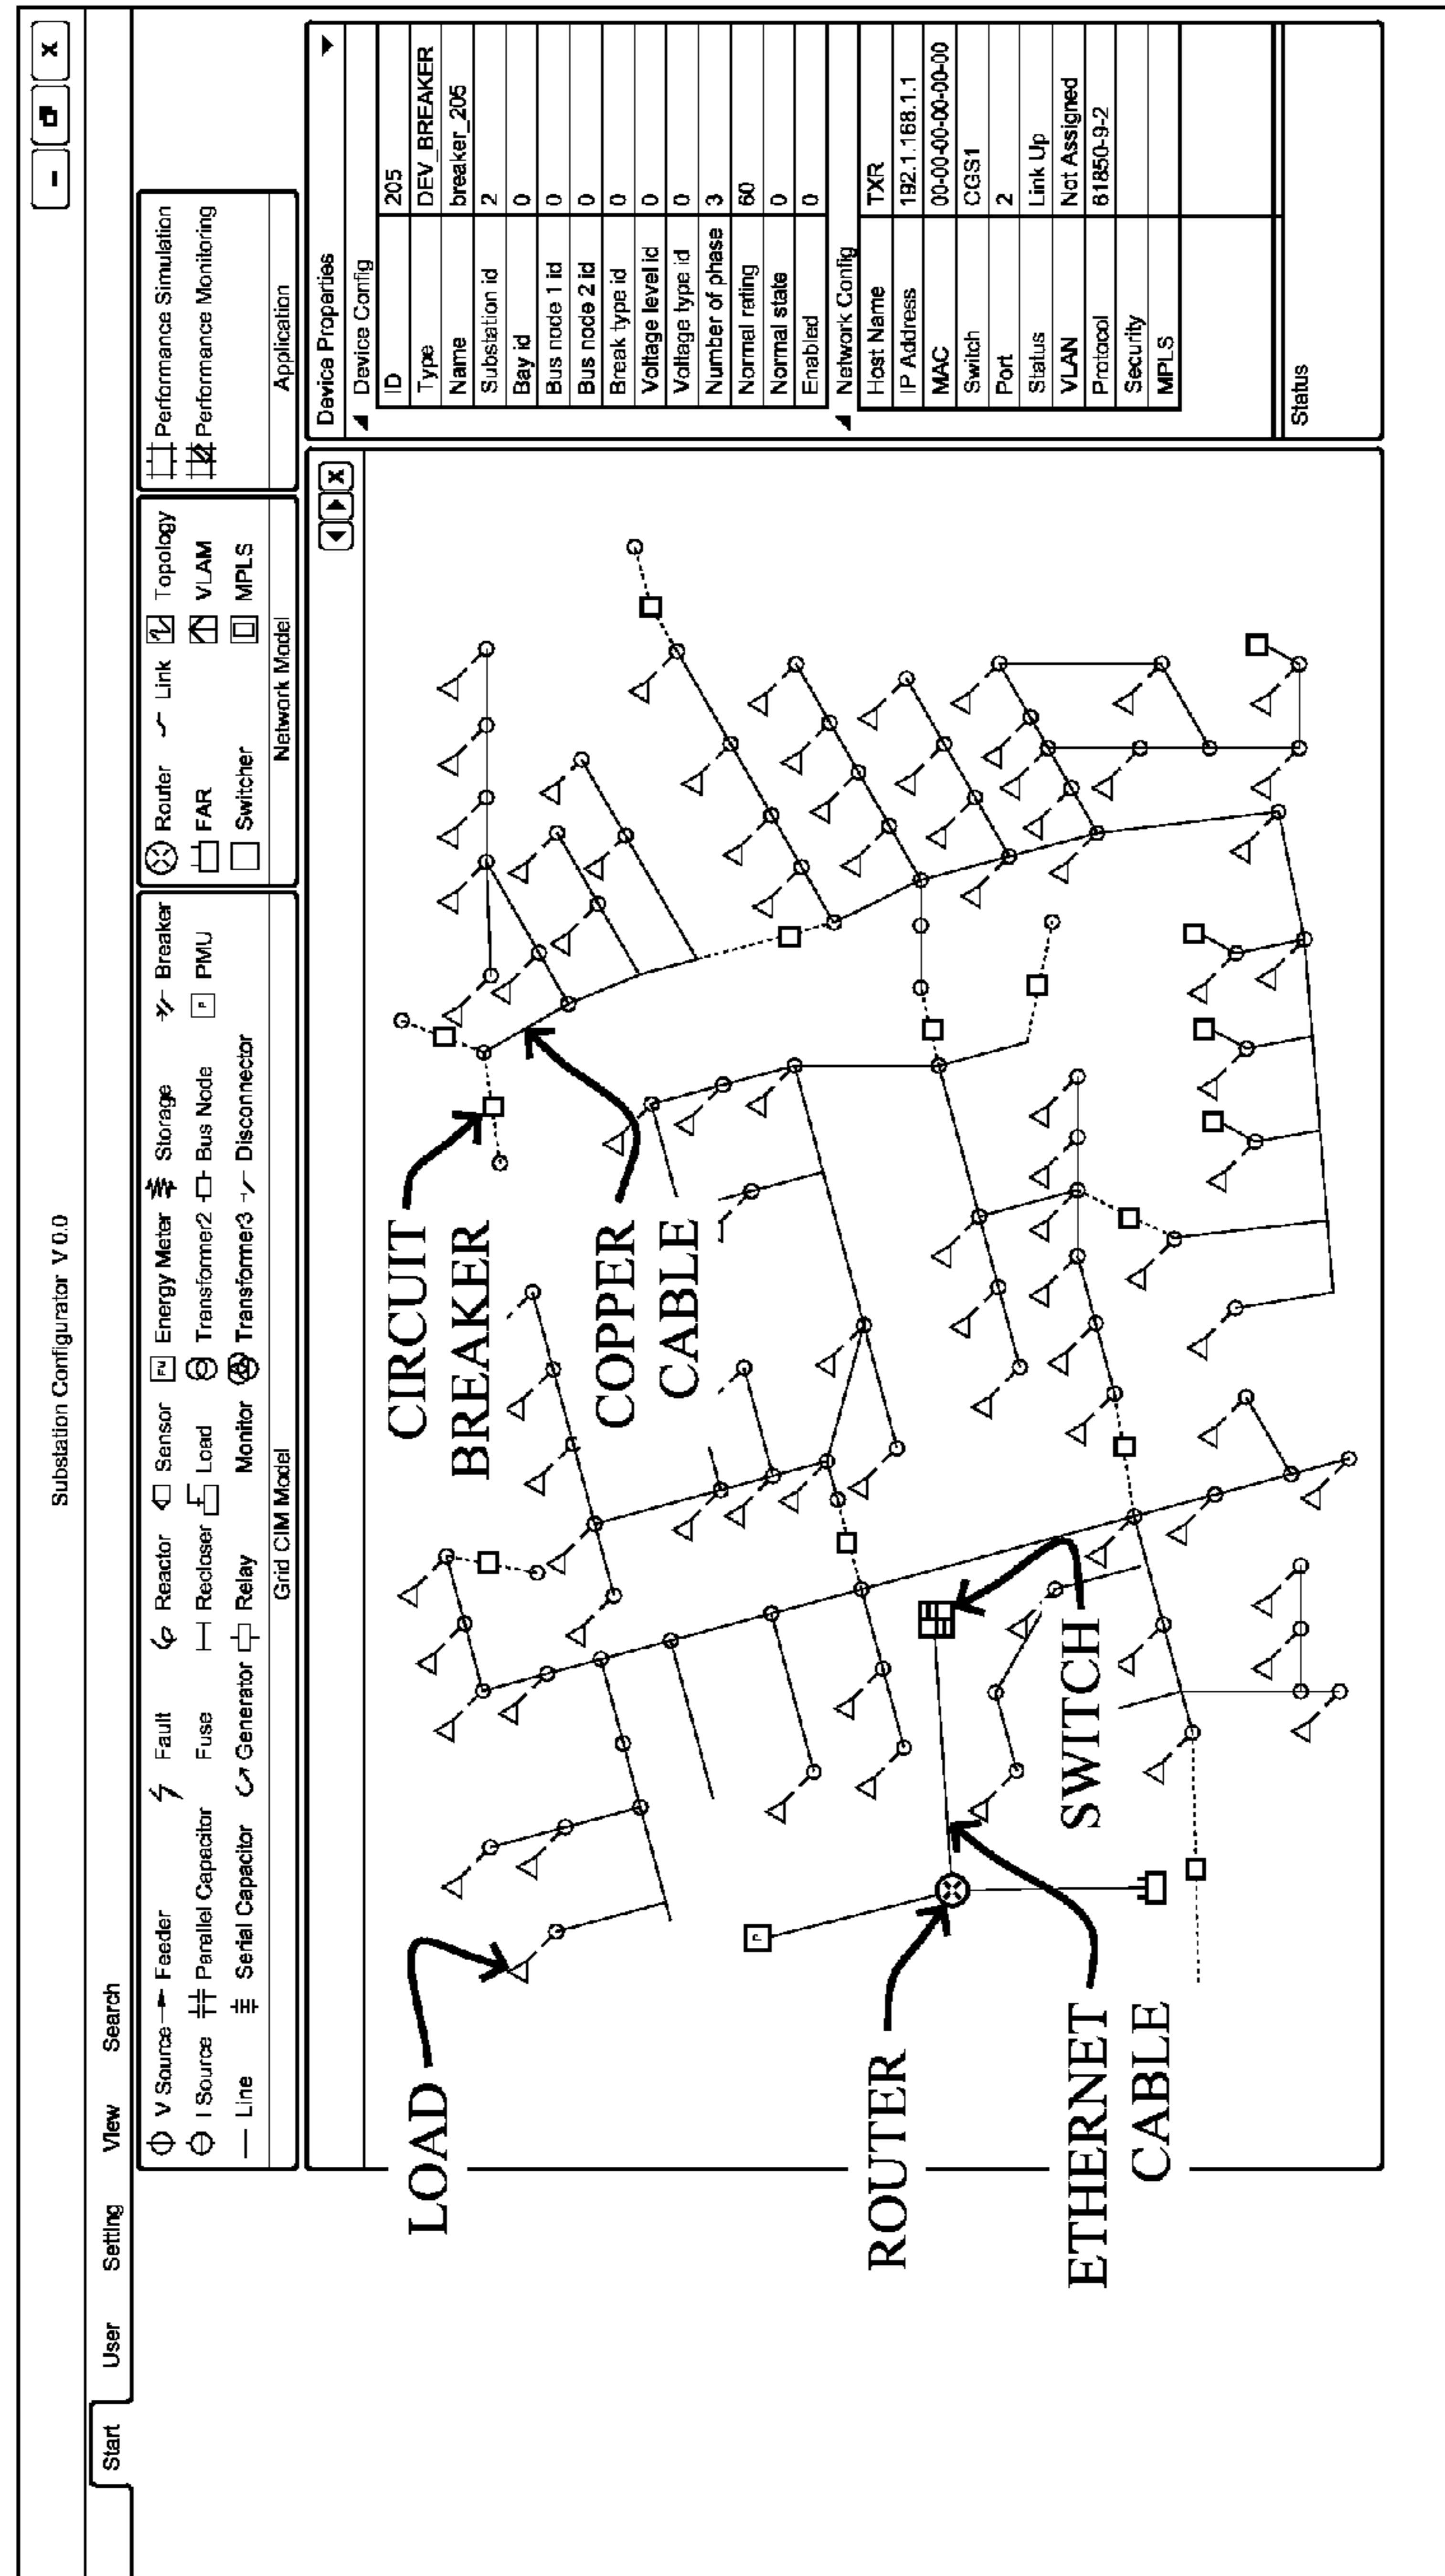 Substation Configurator V 0.0
Start User Setting View Search
V Source Feeder Fault Reactor Sensor Energy Meter Storage Breaker
I Source Parallel Capacitor Fuse Recloser Load Transformer2 Bus Node P PMU
Line Serial Capacitor Generator Relay Monitor Transformer3 Disconnector
Grid CIM Model
Router Link Topology
FAR VLAM
Switcher MPLS
Network Model
Performance Simulation
Performance Monitoring
Application
LOAD
ROUTER
ETHERNET
CABLE
SWITCH
CIRCUIT
BREAKER
COPPER
CABLE
Device Properties
Device Config
ID 205
Type DEV_BREAKER
Name breaker_205
Substation id 2
Bay id 0
Bus node 1 id 0
Bus node 2 id 0
Break type id 0
Voltage level id 0
Voltage type id 0
Number of phase 3
Normal rating 60
Normal state 0
Enabled 0
Network Config
Host Name TXR
IP Address 192.1.168.1.1
MAC 00-00-00-00-00-00
Switch CGS1
Port 2
Status Link Up
VLAN Not Assigned
Protocol 61850-9-2
Security
MPLS
Status